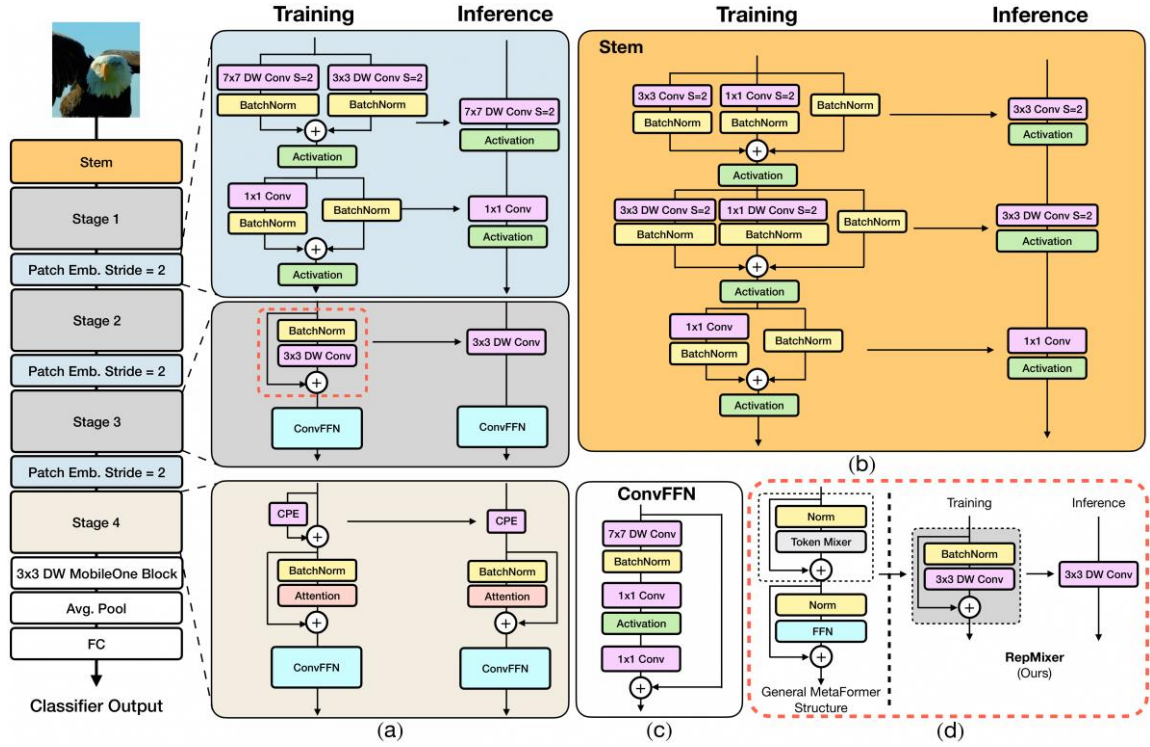 Training
Inference
Training
Inference
Stem
Stage 1
Patch Emb. Stride = 2
Stage 2
Patch Emb. Stride = 2
Stage 3
Patch Emb. Stride = 2
Stage 4
3x3 DW MobileOne Block
Avg. Pool
FC
Classifier Output
7x7 DW Conv S=2
3x3 DW Conv S=2
BatchNorm
BatchNorm
+
Activation
1x1 Conv
BatchNorm
BatchNorm
+
Activation
7x7 DW Conv S=2
Activation
1x1 Conv
Activation
BatchNorm
3x3 DW Conv
+
ConvFFN
3x3 DW Conv
ConvFFN
CPE
+
BatchNorm
Attention
+
ConvFFN
CPE
BatchNorm
Attention
+
ConvFFN
(a)
Stem
3x3 Conv S=2
1x1 Conv S=2
BatchNorm
BatchNorm
BatchNorm
+
Activation
3x3 DW Conv S=2
1x1 DW Conv S=2
BatchNorm
BatchNorm
BatchNorm
+
Activation
1x1 Conv
BatchNorm
BatchNorm
+
Activation
3x3 Conv S=2
Activation
3x3 DW Conv S=2
Activation
1x1 Conv
Activation
(b)
ConvFFN
7x7 DW Conv
BatchNorm
1x1 Conv
Activation
1x1 Conv
+
(c)
Norm
Token Mixer
+
Norm
FFN
+
General MetaFormer
Structure
Training
BatchNorm
3x3 DW Conv
+
Inference
3x3 DW Conv
RepMixer
(Ours)
(d)